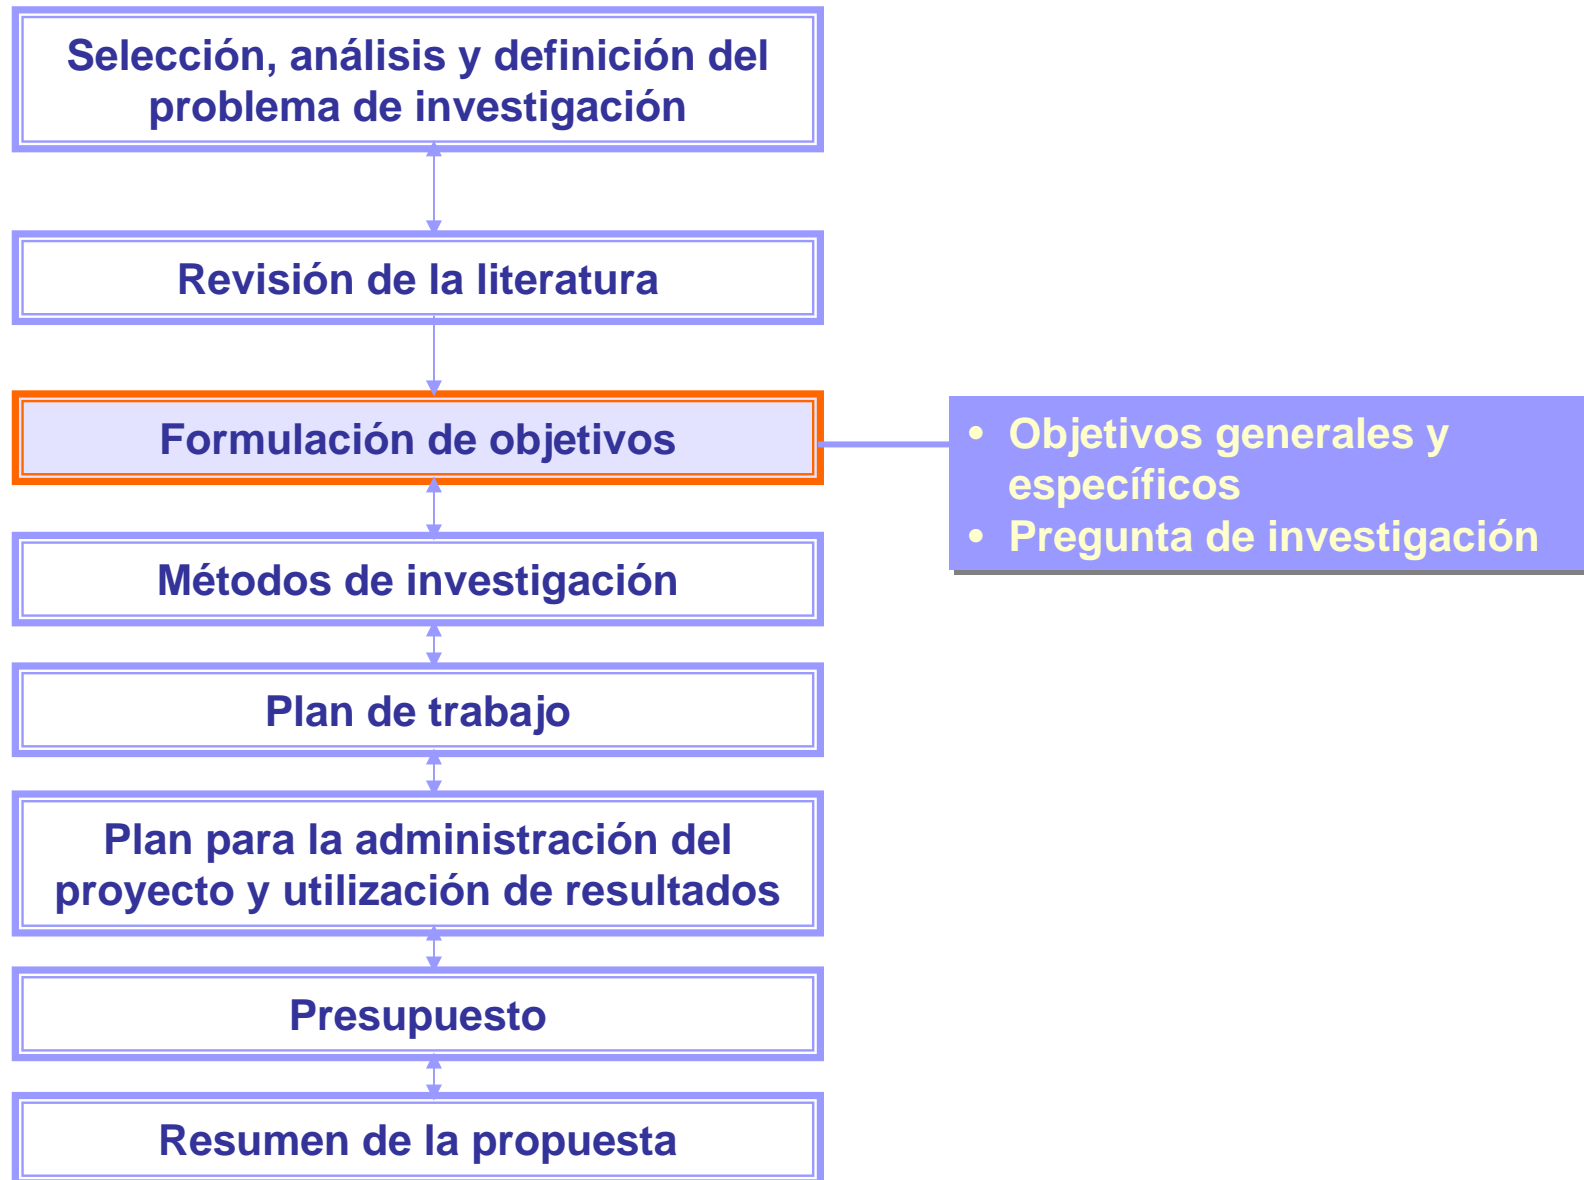 Selección, análisis y definición del
problema de investigación
Revisión de la literatura
Formulación de objetivos
• Objetivos generales y
específicos
• Pregunta de investigación
Métodos de investigación
Plan de trabajo
Plan para la administración del
proyecto y utilización de resultados
Presupuesto
Resumen de la propuesta